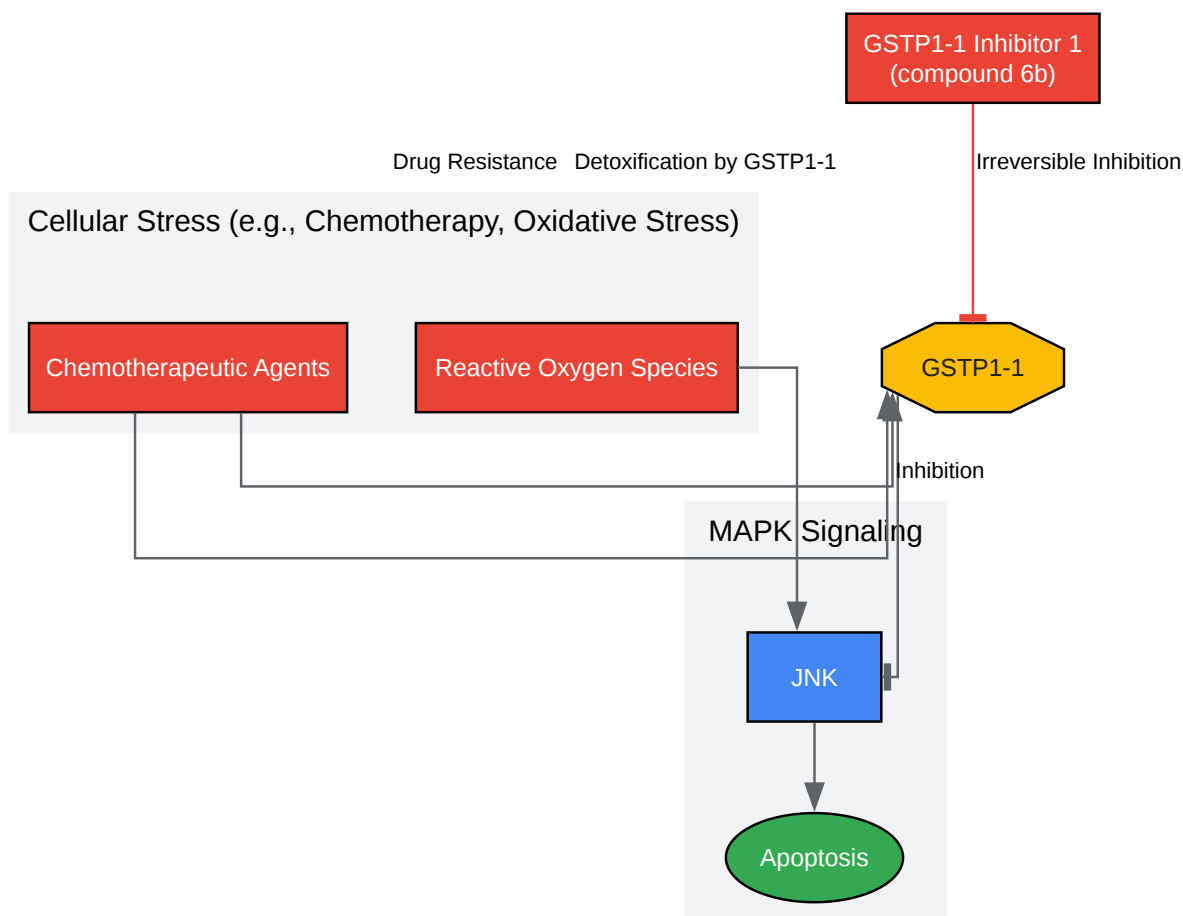 GSTP1-1 Inhibitor 1
(compound 6b)
Drug Resistance
Detoxification by GSTP1-1
Irreversible Inhibition
Cellular Stress (e.g., Chemotherapy, Oxidative Stress)
Chemotherapeutic Agents
Reactive Oxygen Species
GSTP1-1
Inhibition
MAPK Signaling
JNK
Apoptosis